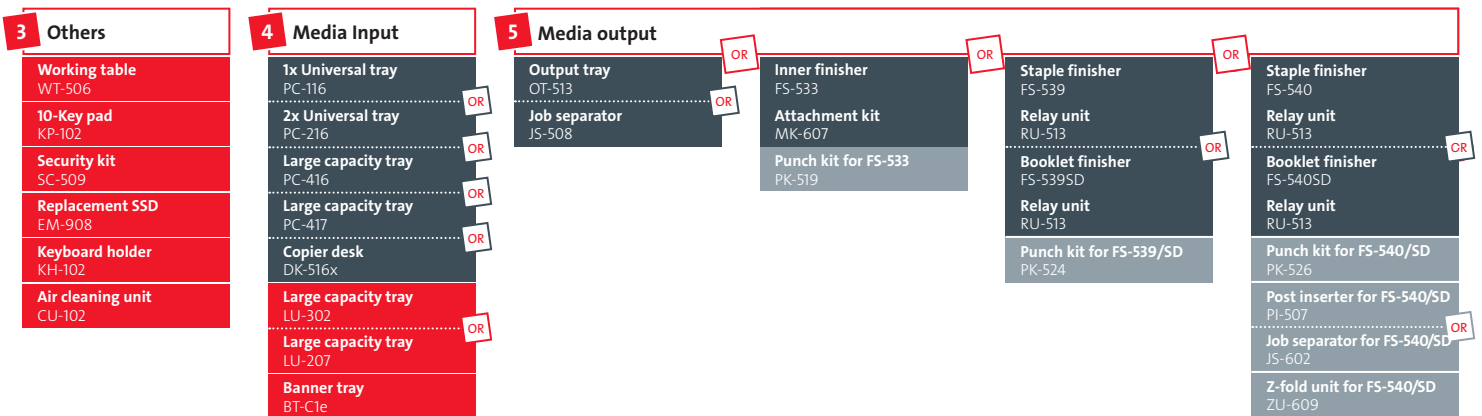 3 Others
Working table
WT-506
10-Key pad
KP-102
Security kit
SC-509
Replacement SSD
EM-908
Keyboard holder
KH-102
Air cleaning unit
CU-102
4 Media Input
1x Universal tray
PC-116
OR
2x Universal tray
PC-216
OR
Large capacity tray
PC-416
OR
Large capacity tray
PC-417
OR
Copier desk
DK-516x
Large capacity tray
LU-302
OR
Large capacity tray
LU-207
Banner tray
BT-C1e
5 Media output
Output tray
OT-513
OR
Job separator
JS-508
OR
Inner finisher
FS-533
Attachment kit
MK-607
Punch kit for FS-533
PK-519
OR
Staple finisher
FS-539
Relay unit
RU-513
OR
Booklet finisher
FS-539SD
Relay unit
RU-513
Punch kit for FS-539/SD
PK-524
OR
Staple finisher
FS-540
Relay unit
RU-513
OR
Booklet finisher
FS-540SD
Relay unit
RU-513
Punch kit for FS-540/SD
PK-526
Post inserter for FS-540/SD
PI-507
OR
Job separator for FS-540/SD
JS-602
Z-fold unit for FS-540/SD
ZU-609